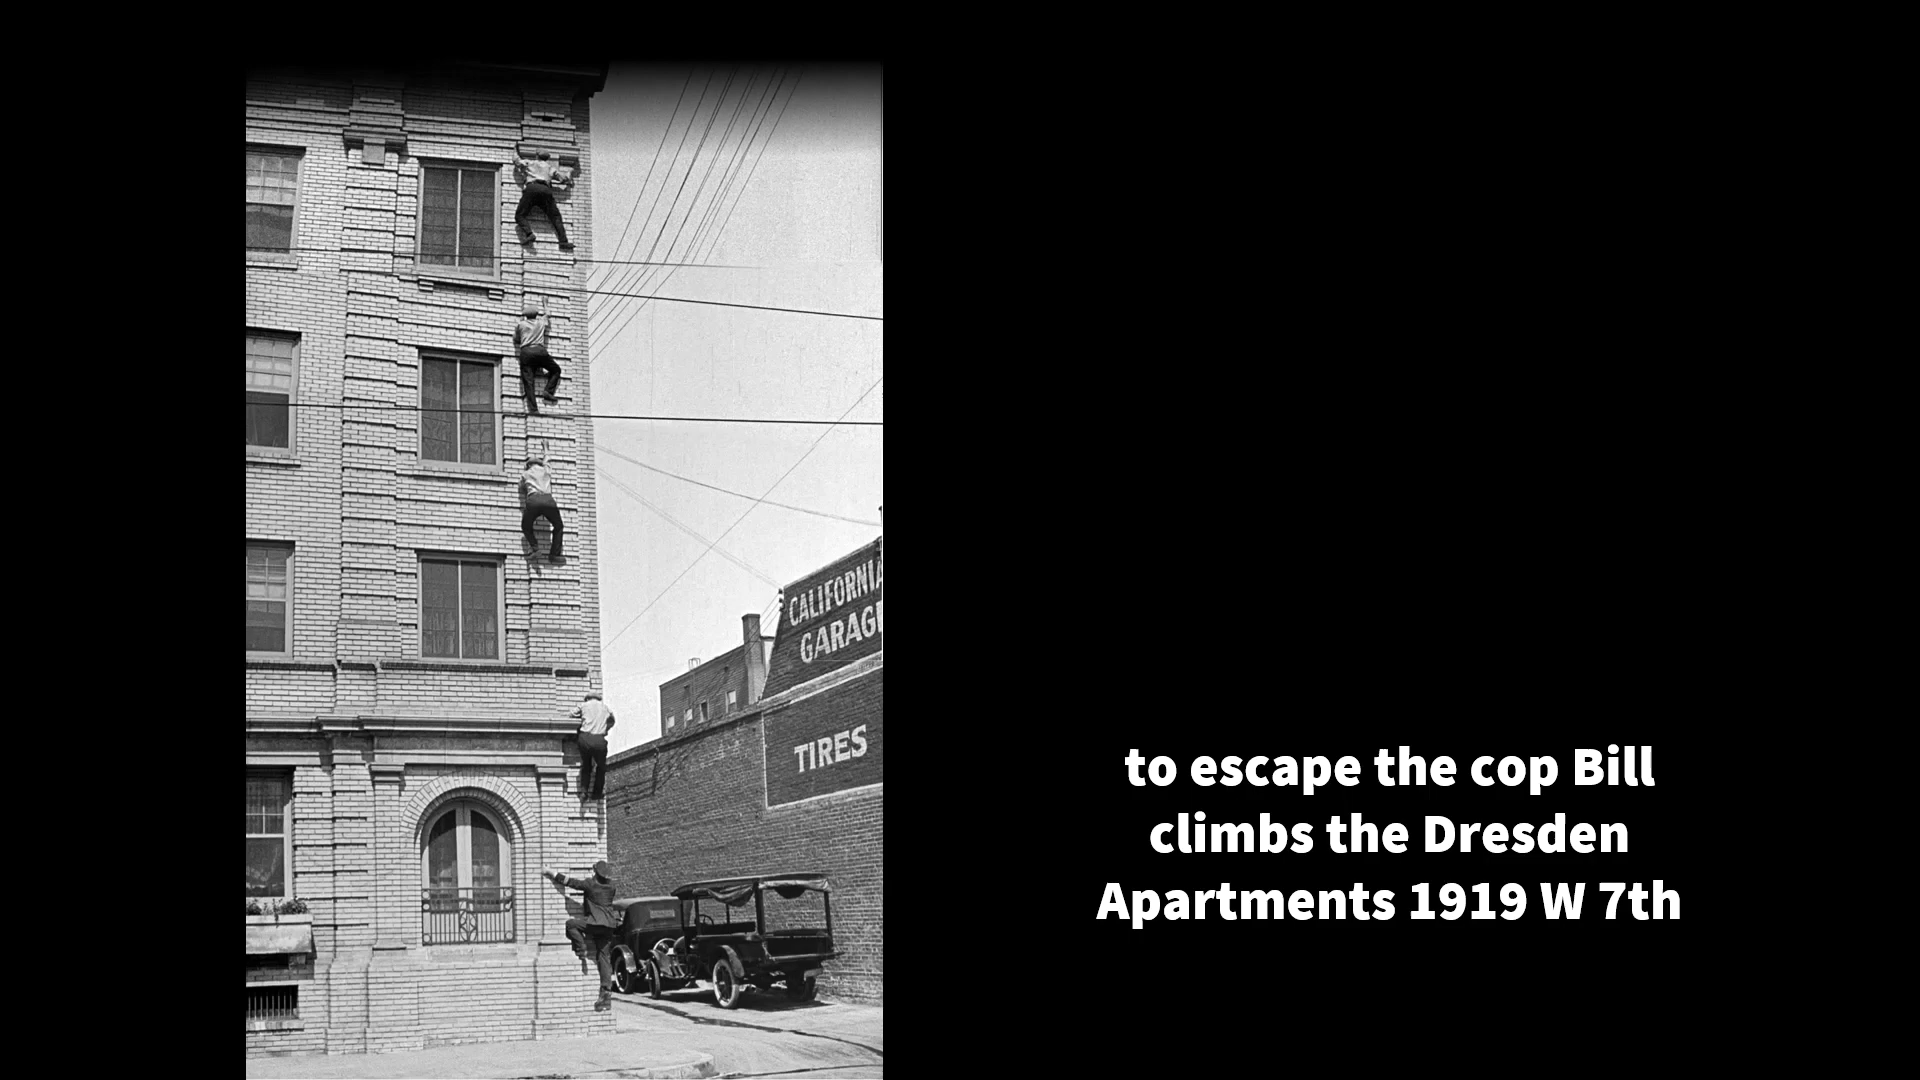 CALIFORNIA
GARAG
TIRES
to escape the cop Bill
climbs the Dresden
Apartments 1919 W 7th